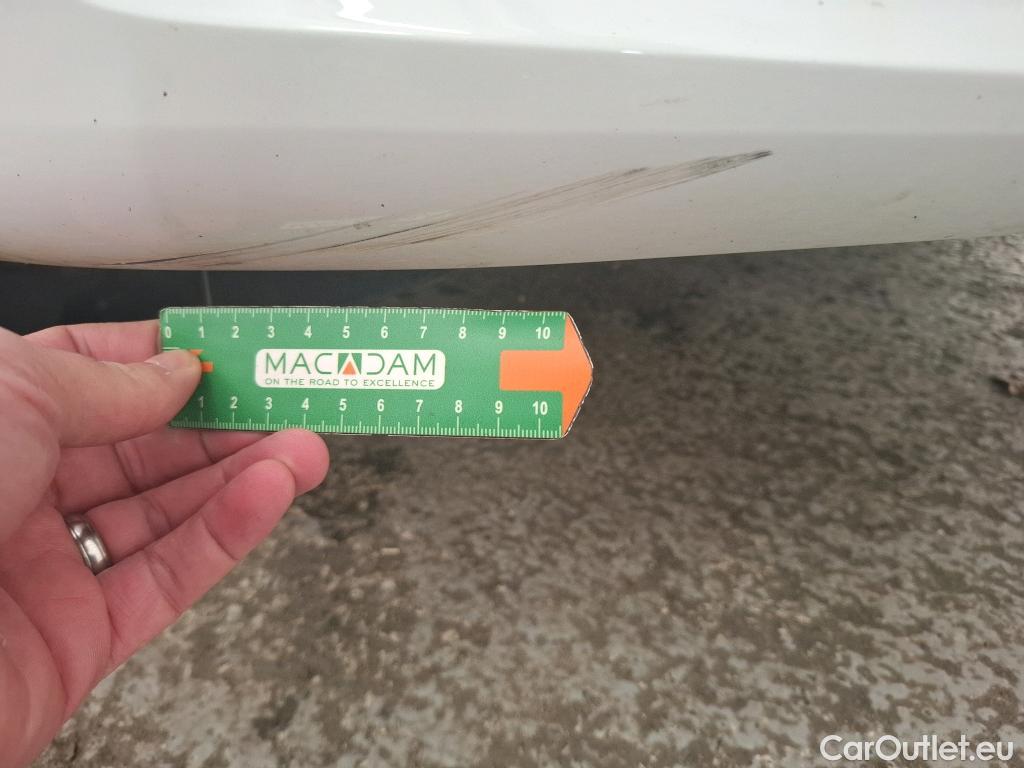 0 1 2 3 4 5 6 7 8 9 10
MACADAM
ON THE ROAD TO EXCELLENCE
1 2 3 4 5 6 7 8 9 10
CarOutlet.eu